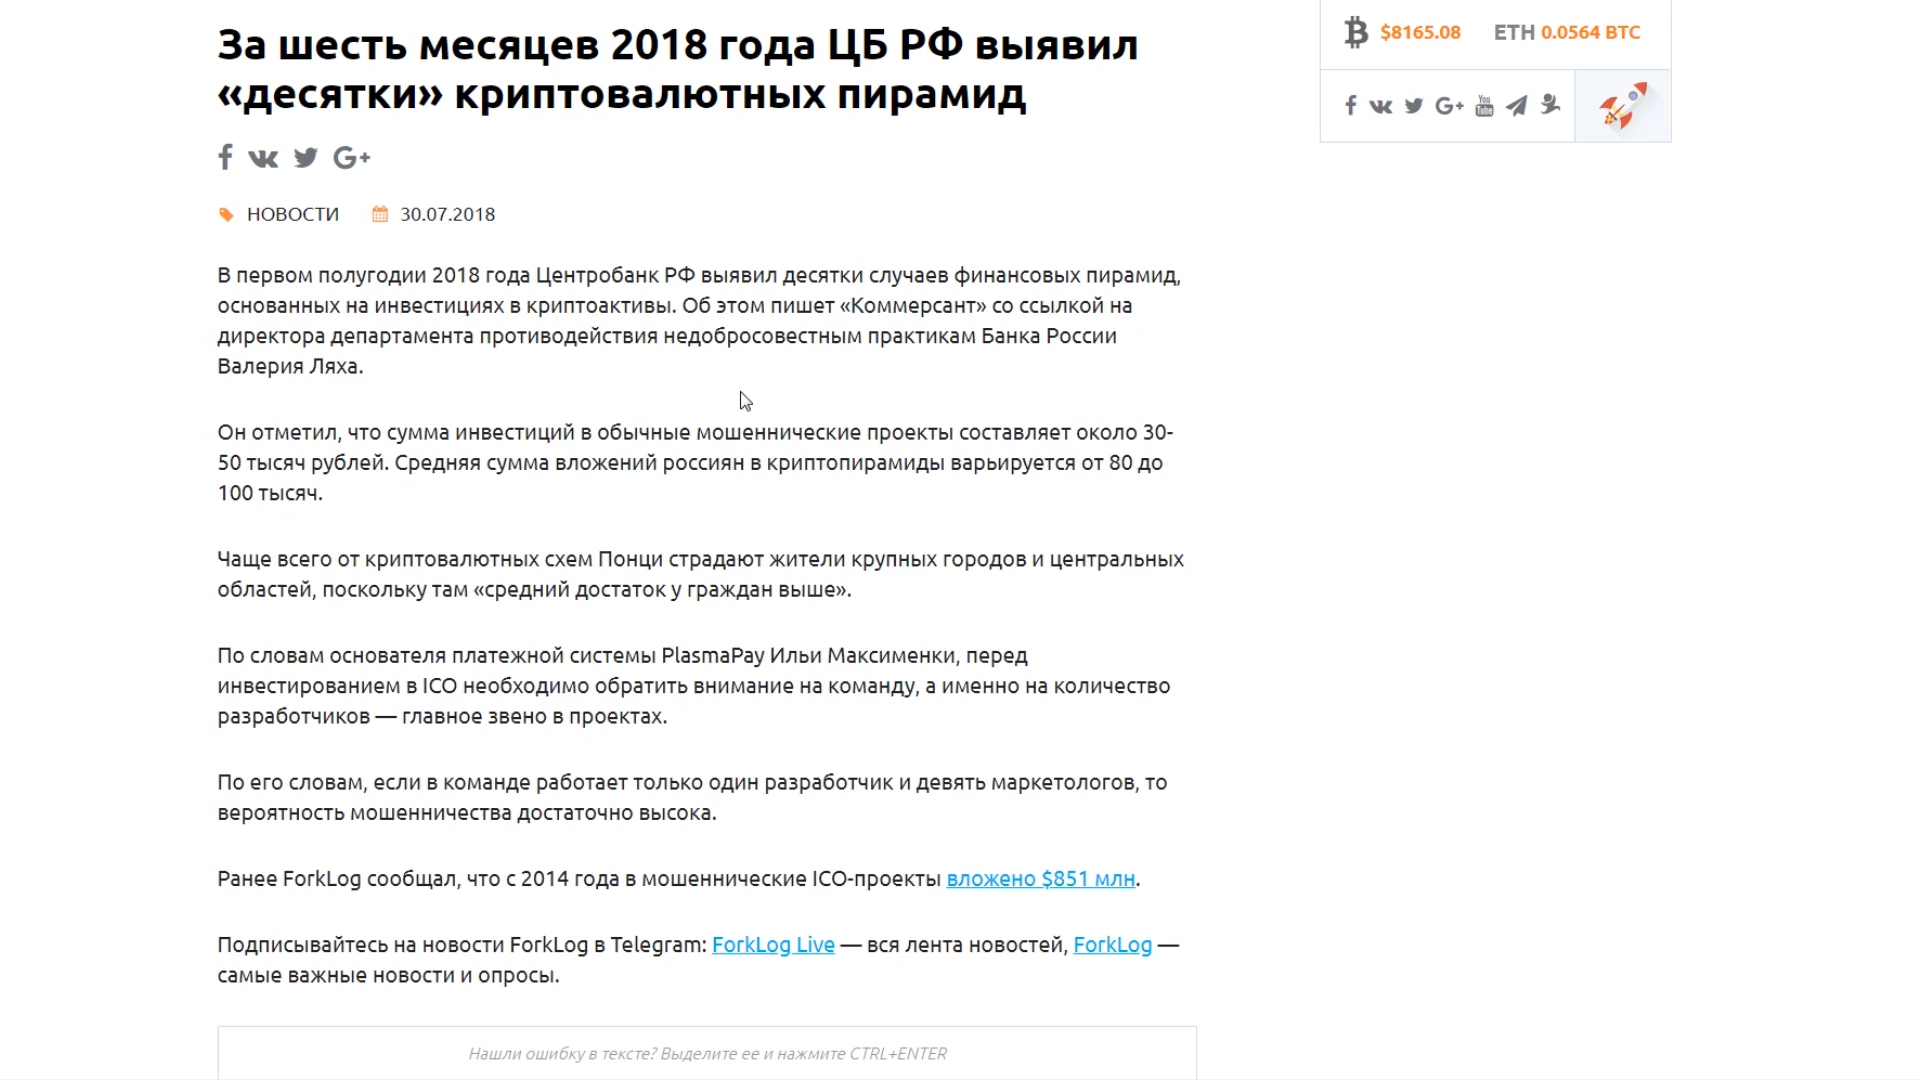 За шесть месяцев 2018 года ЦБ РФ выявил
«десятки» криптовалютных пирамид
НОВОСТИ 30.07.2018
В первом полугодии 2018 года Центробанк РФ выявил десятки случаев финансовых пирамид,
основанных на инвестициях в криптоактивы. Об этом пишет «Коммерсант» со ссылкой на
директора департамента противодействия недобросовестным практикам Банка России
Валерия Ляха.
Он отметил, что сумма инвестиций в обычные мошеннические проекты составляет около 30-
50 тысяч рублей. Средняя сумма вложений россиян в криптопирамиды варьируется от 80 до
100 тысяч.
Чаще всего от криптовалютных схем Понци страдают жители крупных городов и центральных
областей, поскольку там «средний достаток у граждан выше».
По словам основателя платежной системы PlasmaPay Ильи Максименки, перед
инвестированием в ICO необходимо обратить внимание на команду, а именно на количество
разработчиков — главное звено в проектах.
По его словам, если в команде работает только один разработчик и девять маркетологов, то
вероятность мошенничества достаточно высока.
Ранее ForkLog сообщал, что с 2014 года в мошеннические ICO-проекты вложено $851 млн.
Подписывайтесь на новости ForkLog в Telegram: ForkLog Live — вся лента новостей, ForkLog —
самые важные новости и опросы.
Нашли ошибку в тексте? Выделите ее и нажмите CTRL+ENTER
$8165.08 ETH 0.0564 BTC